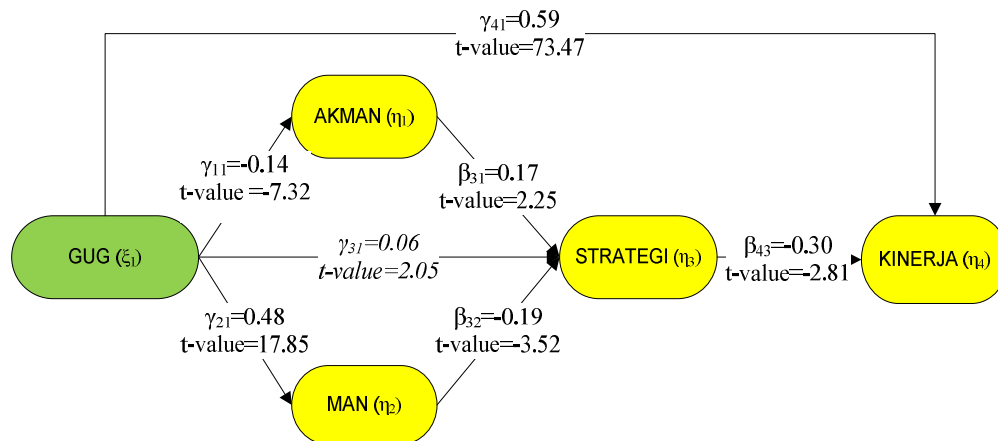 γ41=0.59
t-value=73.47
AKMAN (η1)
γ11=-0.14
t-value =-7.32
β31=0.17
t-value=2.25
GUG (ξ1)
γ31=0.06
t-value=2.05
STRATEGI (η3)
β43=-0.30
t-value=-2.81
KINERJA (η4)
γ21=0.48
t-value=17.85
β32=-0.19
t-value=-3.52
MAN (η2)